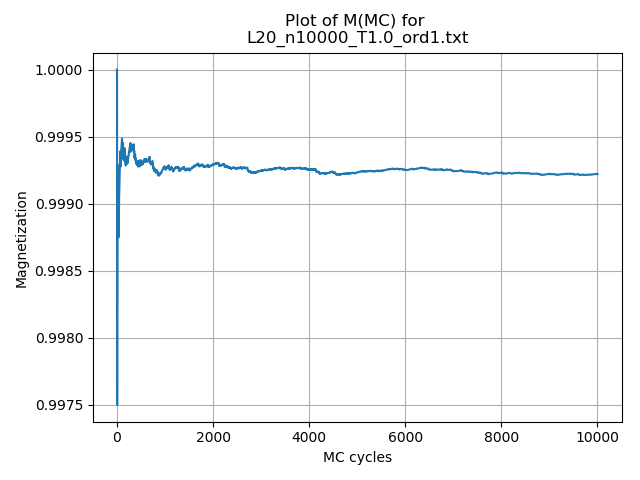 Plot of M(MC) for
L20_n10000_T1.0_ord1.txt
1.0000
0.9995
0.9990
0.9985
0.9980
0.9975
Magnetization
0 2000 4000 6000 8000 10000
MC cycles